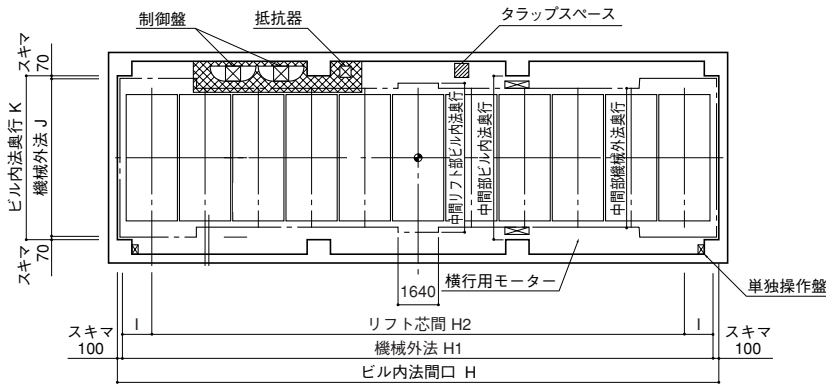 制御盤
抵抗器
タラップスペース
スキマ
70
ビル内法奥行 K
機械外法 J
スキマ
70
中間リフト部ビル内法奥行
中間部ビル内法奥行
中間部機械外法奥行
1640
横行用モーター
単独操作盤
スキマ
100
I
リフト芯間 H2
I
スキマ
100
機械外法 H1
ビル内法間口 H